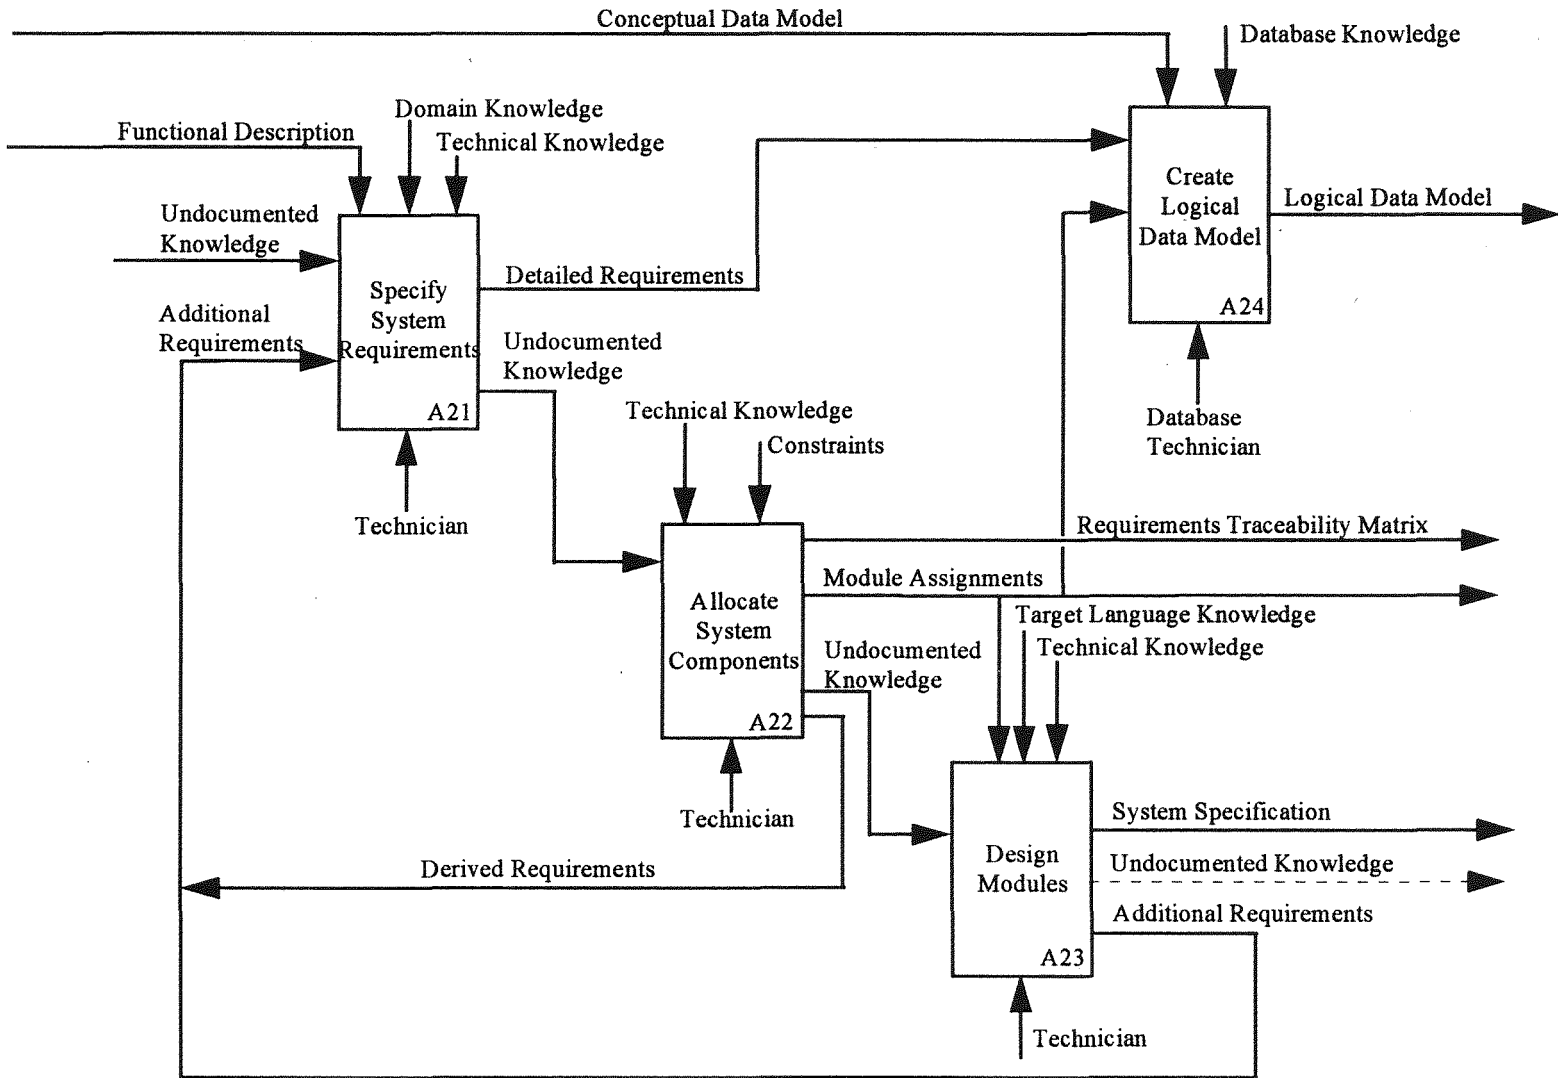 Conceptual Data Model
Database Knowledge
Domain Knowledge
Functional Description
Technical Knowledge
Undocumented
Knowledge
Create
Logical
Data Model
A24
Logical Data Model
Specify
System
Requirements
A21
Detailed Requirements
Additional
Requirements
Undocumented
Knowledge
Technical Knowledge
Constraints
Database
Technician
Technician
Requirements Traceability Matrix
Module Assignments
Allocate
System
Components
A22
Target Language Knowledge
Technical Knowledge
Undocumented
Knowledge
Technician
System Specification
Design
Modules
A23
Undocumented Knowledge
Derived Requirements
Additional Requirements
Technician